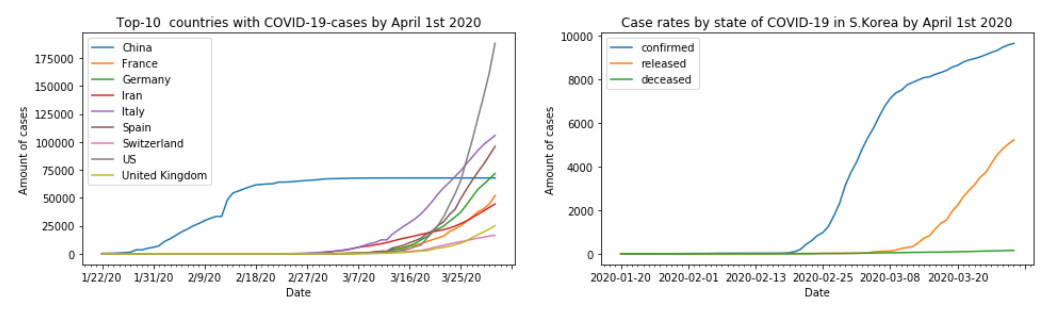 Top-10 countries with COVID-19-cases by April 1st 2020
China
France
Germany
Iran
Italy
Spain
Switzerland
US
United Kingdom
Amount of cases
175000
150000
125000
100000
75000
50000
25000
0
1/22/20 1/31/20 2/9/20 2/18/20 2/27/20 3/7/20 3/16/20 3/25/20
Date
Case rates by state of COVID-19 in S.Korea by April 1st 2020
confirmed
released
deceased
Amount of cases
10000
8000
6000
4000
2000
0
2020-01-20 2020-02-01 2020-02-13 2020-02-25 2020-03-08 2020-03-20
Date